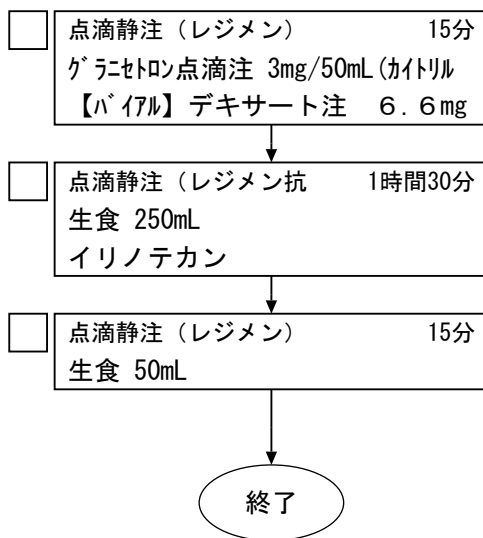 点滴静注（レジメン） 15分
ｸﾞﾗﾆｾﾄﾛﾝ点滴注 3mg/50mL(ｶｲﾄﾘﾙ
【ﾊﾞｲｱﾙ】デキサート注　６.６mg
点滴静注（レジメン抗 1時間30分
生食 250mL
イリノテカン
点滴静注（レジメン） 15分
生食 50mL
終了